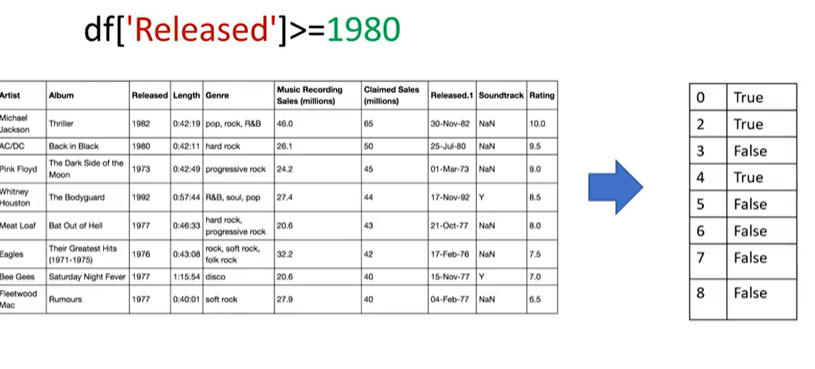 df['Released']>=1980
Artist Album Released Length Genre Music Recording Sales (millions) Claimed Sales (millions) Released.1 Soundtrack Rating
Michael Jackson Thriller 1982 0:42:19 pop, rock, R&B 46.0 65 30-Nov-82 NaN 10.0
AC/DC Back in Black 1980 0:42:11 hard rock 26.1 50 25-Jul-80 NaN 9.5
Pink Floyd The Dark Side of the Moon 1973 0:42:49 progressive rock 24.2 45 01-Mar-73 NaN 9.0
Whitney Houston The Bodyguard 1992 0:57:44 R&B, soul, pop 27.4 44 17-Nov-92 Y 8.5
Meat Loaf Bat Out of Hell 1977 0:46:33 hard rock, progressive rock 20.6 43 21-Oct-77 NaN 8.0
Eagles Their Greatest Hits (1971-1975) 1976 0:43:08 rock, soft rock, folk rock 32.2 42 17-Feb-76 NaN 7.5
Bee Gees Saturday Night Fever 1977 1:15:54 disco 20.6 40 15-Nov-77 Y 7.0
Fleetwood Mac Rumours 1977 0:40:01 soft rock 27.9 40 04-Feb-77 NaN 6.5
0 True
2 True
3 False
4 True
5 False
6 False
7 False
8 False